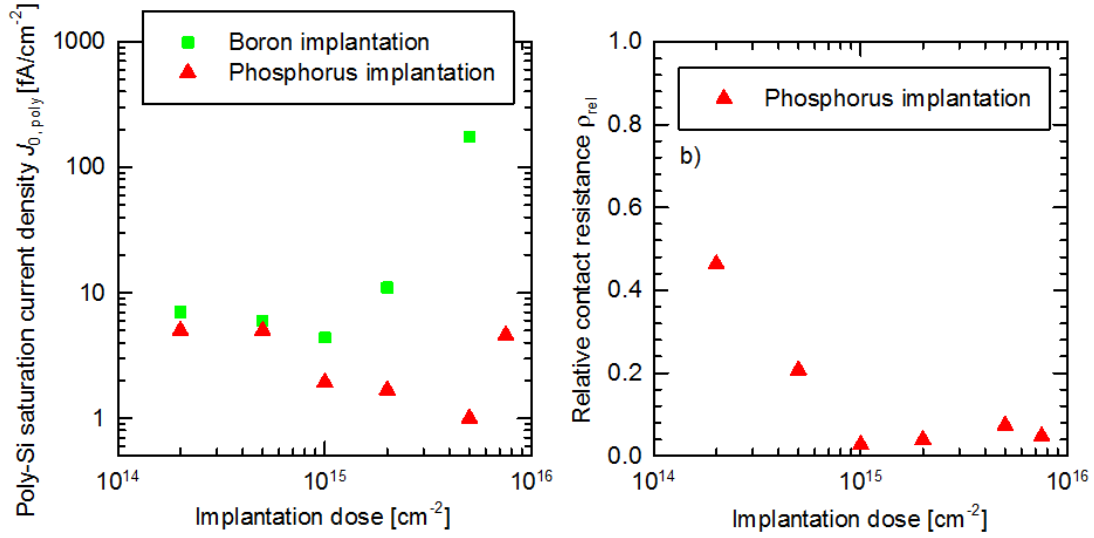 Poly-Si saturation current density J0, poly [fA/cm-2]
1000
100
10
1
Boron implantation
Phosphorus implantation
10^14
10^15
10^16
Implantation dose [cm-2]
Relative contact resistance ρrel
1.0
0.8
0.6
0.4
0.2
0.0
Phosphorus implantation
b)
10^14
10^15
10^16
Implantation dose [cm-2]